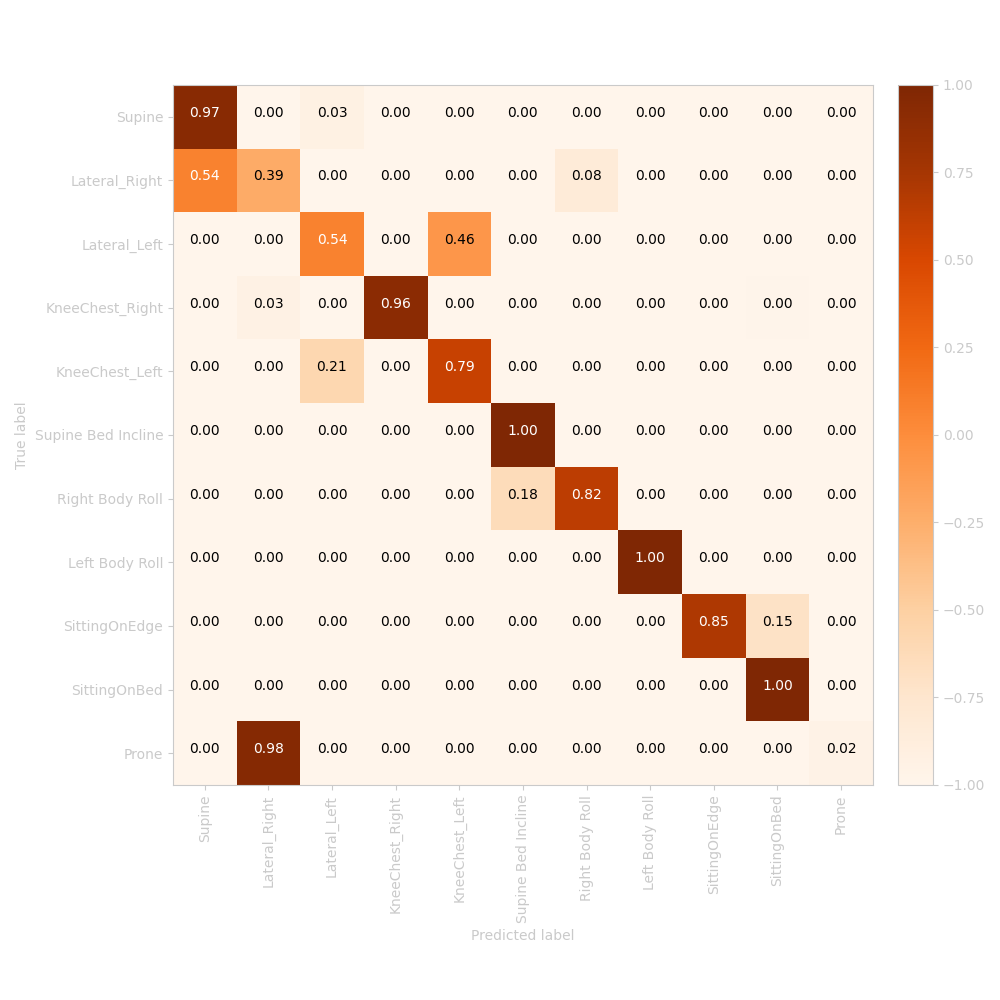 Supine 0.97 0.00 0.03 0.00 0.00 0.00 0.00 0.00 0.00 0.00 0.00
Lateral_Right 0.54 0.39 0.00 0.00 0.00 0.00 0.08 0.00 0.00 0.00 0.00
Lateral_Left 0.00 0.00 0.54 0.00 0.46 0.00 0.00 0.00 0.00 0.00 0.00
KneeChest_Right 0.00 0.03 0.00 0.96 0.00 0.00 0.00 0.00 0.00 0.00 0.00
KneeChest_Left 0.00 0.00 0.21 0.00 0.79 0.00 0.00 0.00 0.00 0.00 0.00
Supine Bed Incline 0.00 0.00 0.00 0.00 0.00 1.00 0.00 0.00 0.00 0.00 0.00
Right Body Roll 0.00 0.00 0.00 0.00 0.00 0.18 0.82 0.00 0.00 0.00 0.00
Left Body Roll 0.00 0.00 0.00 0.00 0.00 0.00 0.00 1.00 0.00 0.00 0.00
SittingOnEdge 0.00 0.00 0.00 0.00 0.00 0.00 0.00 0.00 0.85 0.15 0.00
SittingOnBed 0.00 0.00 0.00 0.00 0.00 0.00 0.00 0.00 0.00 1.00 0.00
Prone 0.00 0.98 0.00 0.00 0.00 0.00 0.00 0.00 0.00 0.00 0.02
True label
Supine
Lateral_Right
Lateral_Left
KneeChest_Right
KneeChest_Left
Supine Bed Incline
Right Body Roll
Left Body Roll
SittingOnEdge
SittingOnBed
Prone
Predicted label
1.00
0.75
0.50
0.25
0.00
−0.25
−0.50
−0.75
−1.00